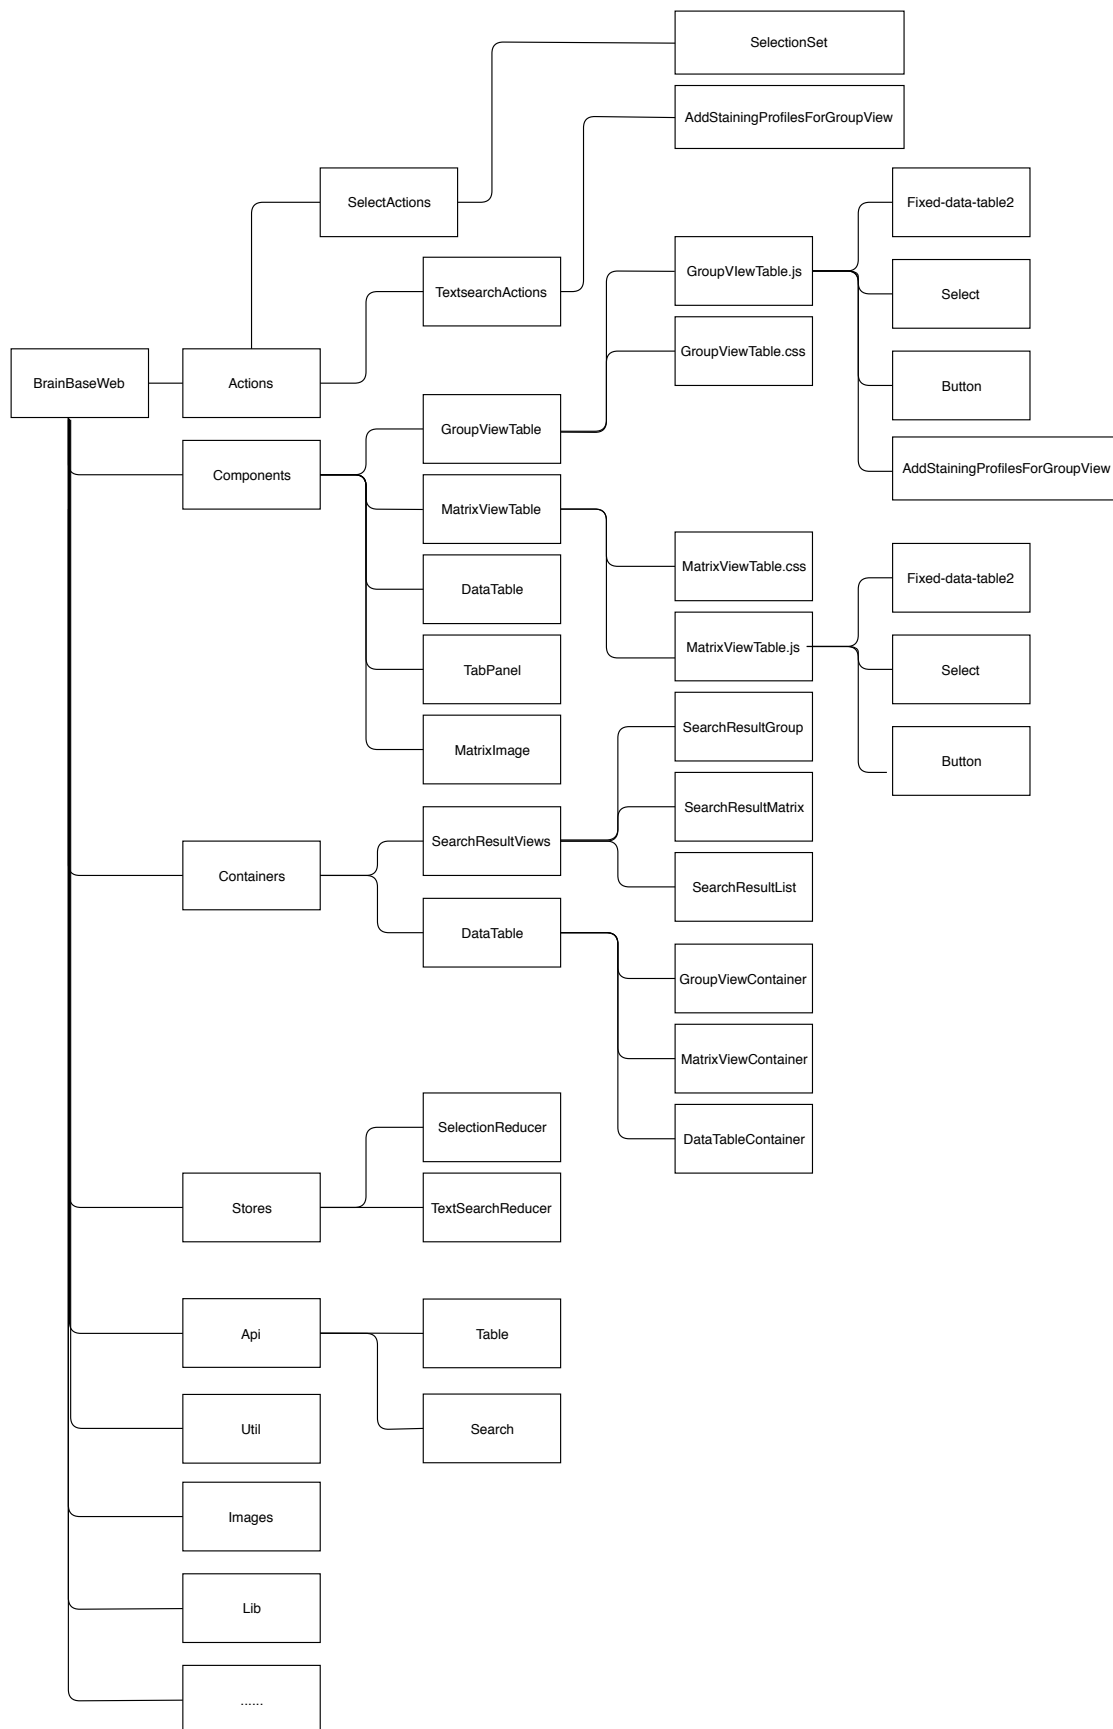 SelectionSet
AddStainingProfilesForGroupView
SelectActions
Fixed-data-table2
TextsearchActions
GroupVIewTable.js
Select
GroupViewTable.css
BrainBaseWeb
Actions
Button
GroupViewTable
AddStainingProfilesForGroupView
Components
MatrixViewTable
MatrixViewTable.css
Fixed-data-table2
DataTable
MatrixViewTable.js
TabPanel
Select
SearchResultGroup
MatrixImage
Button
SearchResultMatrix
SearchResultViews
Containers
SearchResultList
DataTable
GroupViewContainer
MatrixViewContainer
SelectionReducer
DataTableContainer
Stores
TextSearchReducer
Api
Table
Util
Search
Images
Lib
......